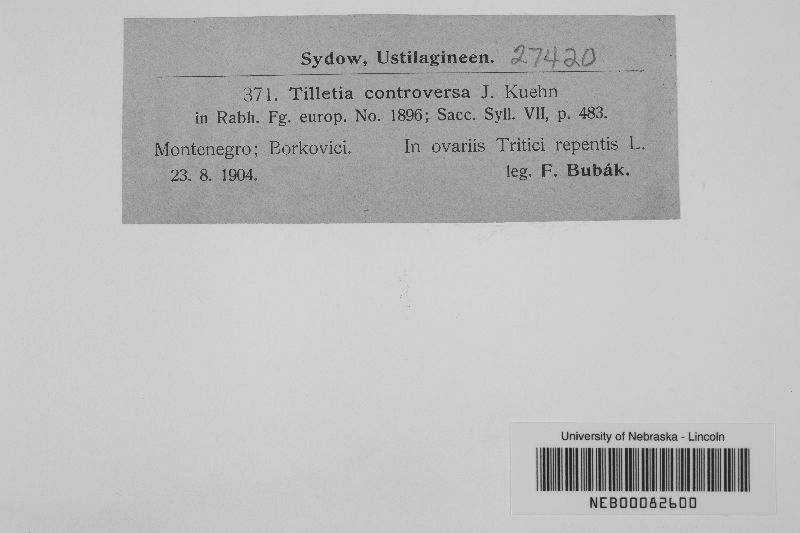 Sydow, Ustilagineen. 27420
371. Tilletia controversa J. Kuehn
in Rabh. Fg. europ. No. 1896; Sacc. Syll. VII, p. 483.
Montenegro; Borkovici. In ovariis Tritici repentis L.
23. 8. 1904. leg. F. Bubák.
University of Nebraska - Lincoln
NEB00082600